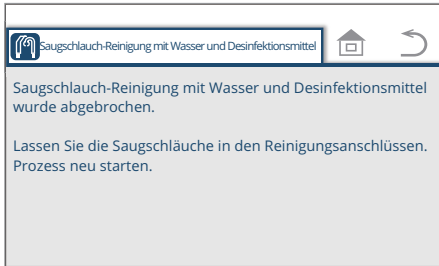 Saugschlauch-Reinigung mit Wasser und Desinfektionsmittel
Saugschlauch-Reinigung mit Wasser und Desinfektionsmittel
wurde abgebrochen.
Lassen Sie die Saugschläuche in den Reinigungsanschlüssen.
Prozess neu starten.